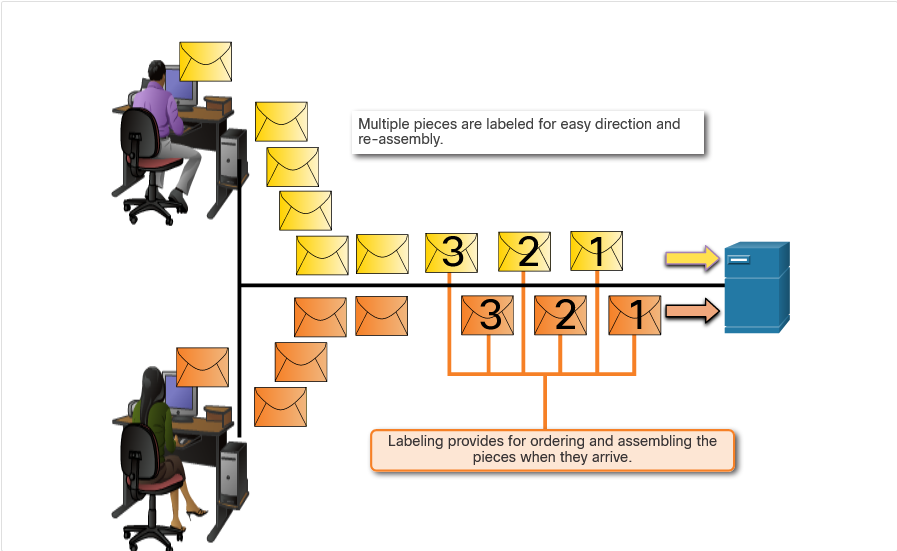 Multiple pieces are labeled for easy direction and
re-assembly.
3 2 1
3 2 1
Labeling provides for ordering and assembling the
pieces when they arrive.